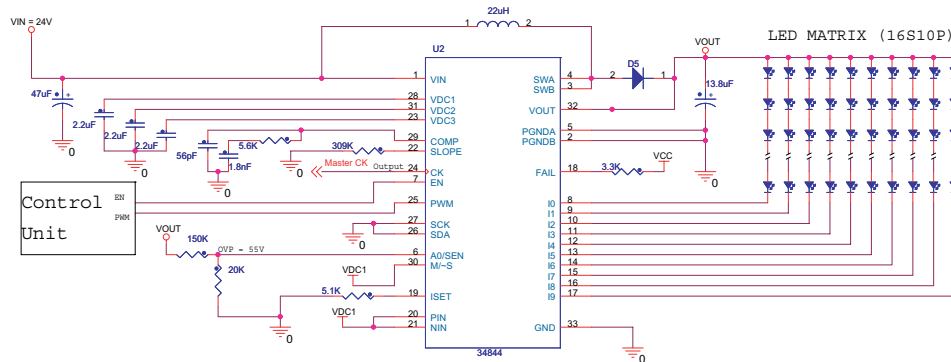 22uH
1 2
VIN = 24V
VOUT
LED MATRIX (16S10P)
U2
D5
2 1
47uF
+
0
2.2uF
2.2uF
2.2uF
0
56pF
1.8nF
0
5.6K
309K
0
Master CK
Output
1 VIN
28 VDC1
31 VDC2
23 VDC3
29 COMP
22 SLOPE
24 CK
7 EN
25 PWM
27 SCK
26 SDA
6 A0/SEN
30 M/~S
19 ISET
20 PIN
21 NIN
SWA 4
SWB 3
VOUT 32
PGNDA 5
PGNDB 2
FAIL 18
I0 8
I1 9
I2 10
I3 11
I4 12
I5 13
I6 14
I7 15
I8 16
I9 17
GND 33
34844
13.8uF
+
0
3.3K
VCC
0
Control
Unit
EN
PWM
0
VOUT
150K
OVP = 55V
20K
VDC1
5.1K
0
VDC1